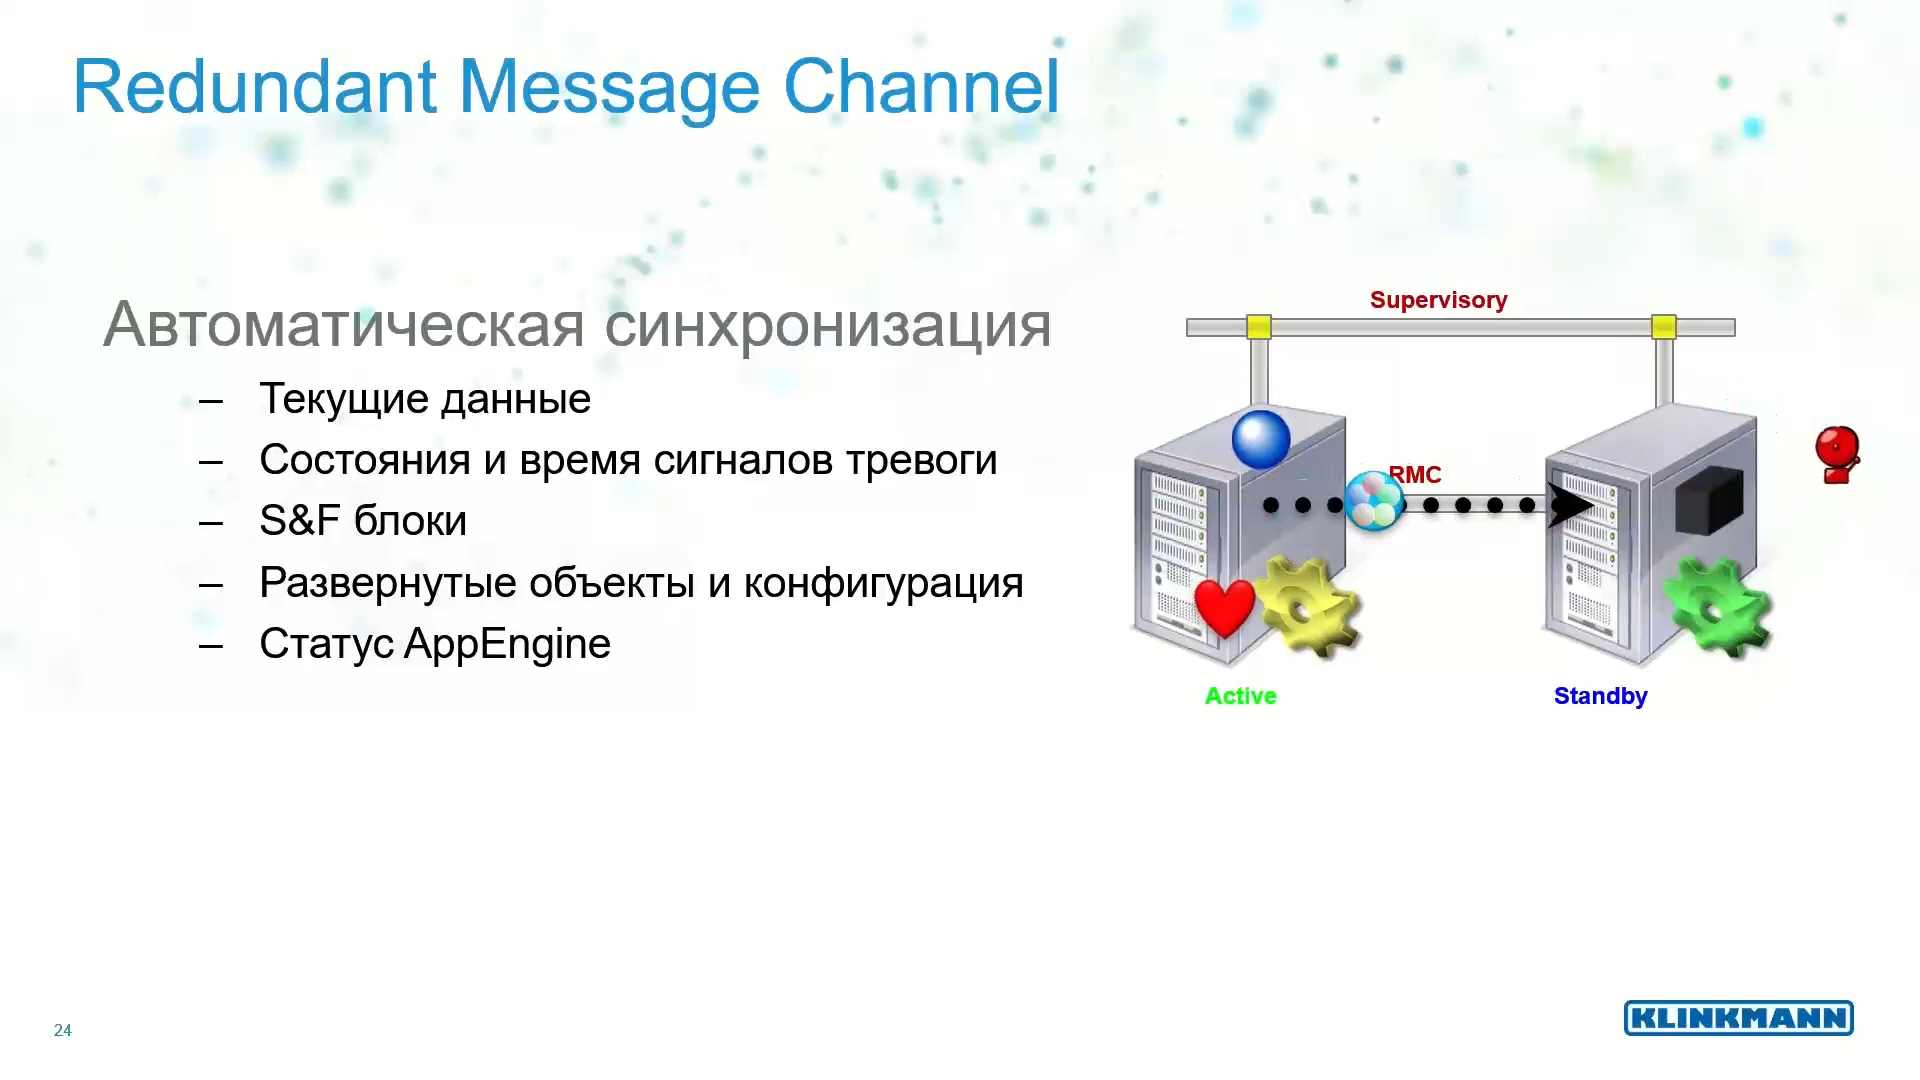 Redundant Message Channel
Автоматическая синхронизация
– Текущие данные
– Состояния и время сигналов тревоги
– S&F блоки
– Развернутые объекты и конфигурация
– Статус AppEngine
Supervisory
RMC
Active
Standby
24
KLINKMANN